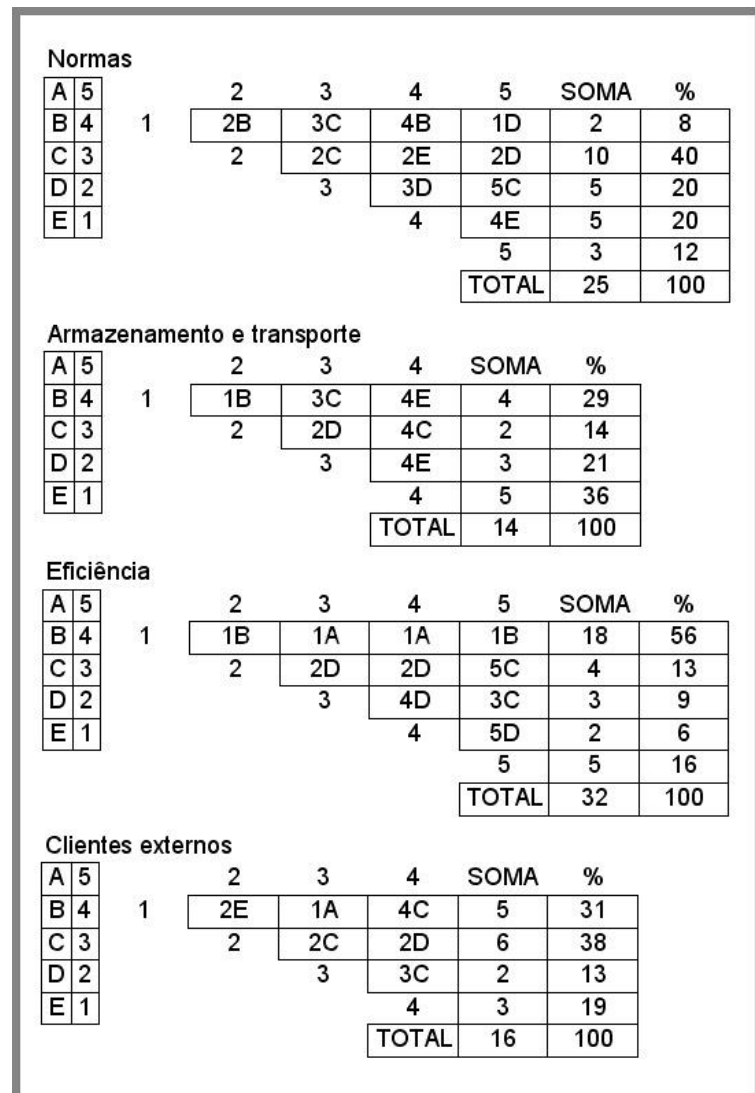 Normas
A 5 2 3 4 5 SOMA %
B 4 1 2B 3C 4B 1D 2 8
C 3 2 2C 2E 2D 10 40
D 2 3 3D 5C 5 20
E 1 4 4E 5 20
5 3 12
TOTAL 25 100
Armazenamento e transporte
A 5 2 3 4 SOMA %
B 4 1 1B 3C 4E 4 29
C 3 2 2D 4C 2 14
D 2 3 4E 3 21
E 1 4 5 36
TOTAL 14 100
Eficiência
A 5 2 3 4 5 SOMA %
B 4 1 1B 1A 1A 1B 18 56
C 3 2 2D 2D 5C 4 13
D 2 3 4D 3C 3 9
E 1 4 5D 2 6
5 5 16
TOTAL 32 100
Clientes externos
A 5 2 3 4 SOMA %
B 4 1 2E 1A 4C 5 31
C 3 2 2C 2D 6 38
D 2 3 3C 2 13
E 1 4 3 19
TOTAL 16 100